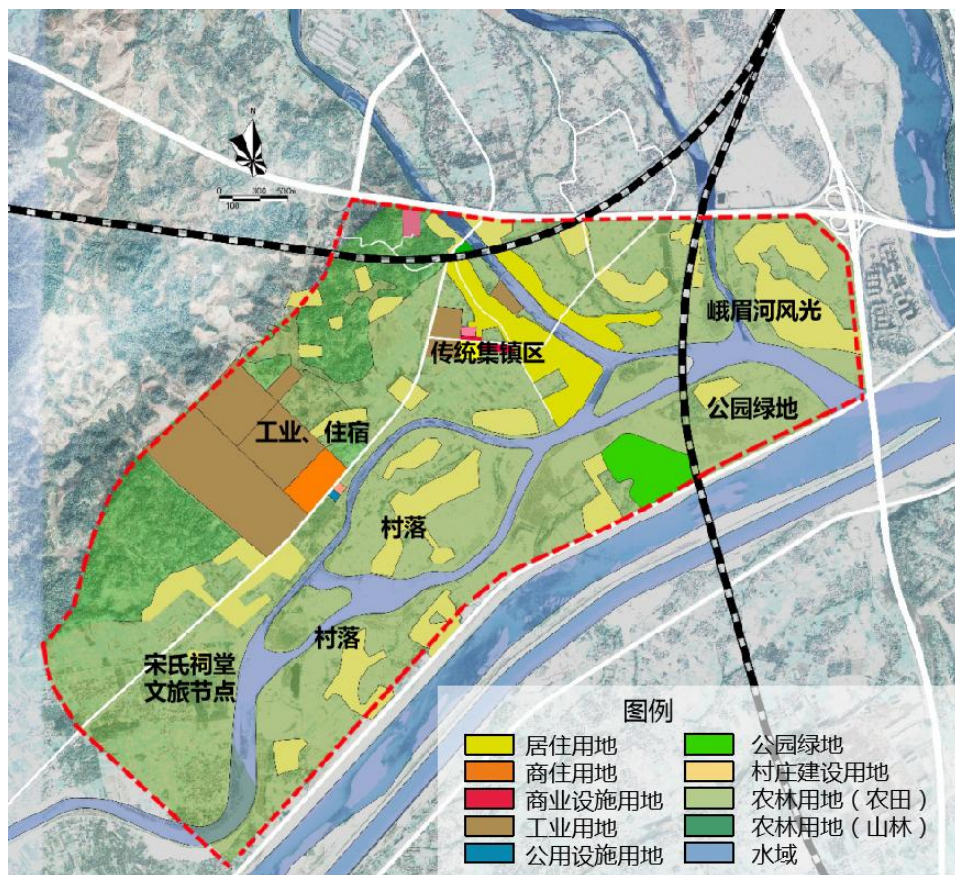 N
0 300 500m
100
峨眉河风光
传统集镇区
公园绿地
工业、住宿
村落
村落
宋氏祠堂
文旅节点
图例
居住用地
商住用地
商业设施用地
工业用地
公用设施用地
公园绿地
村庄建设用地
农林用地（农田）
农林用地（山林）
水域